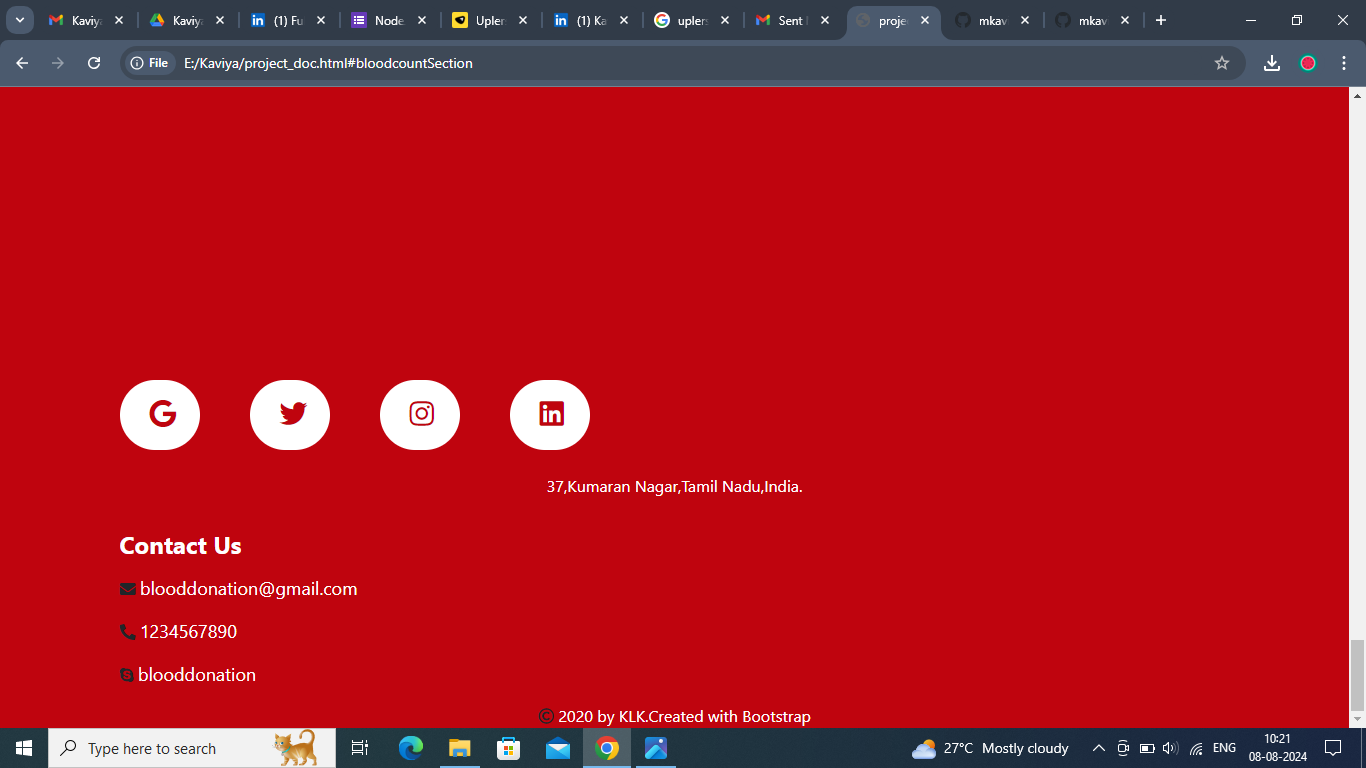 Kaviya
Kaviya
(1) Fu
Node
Upler
(1) Ka
uplers
Sent
proje
mkav
mkav
File
E:/Kaviya/project_doc.html#bloodcountSection
37,Kumaran Nagar,Tamil Nadu,India.
Contact Us
blooddonation@gmail.com
1234567890
blooddonation
© 2020 by KLK.Created with Bootstrap
Type here to search
27°C Mostly cloudy
ENG
10:21
08-08-2024